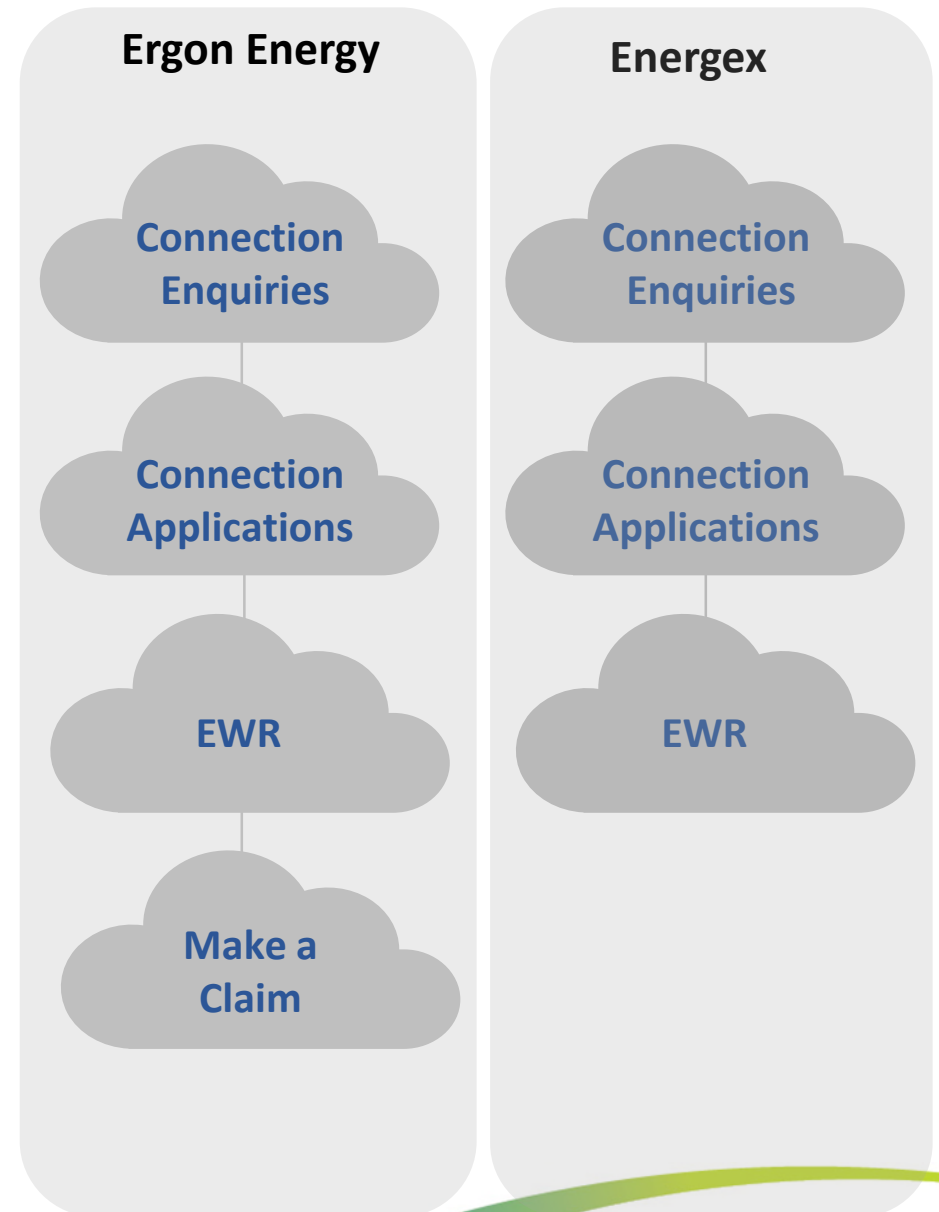 Ergon Energy
Connection
Enquiries
Connection
Applications
EWR
Make a
Claim
Energex
Connection
Enquiries
Connection
Applications
EWR